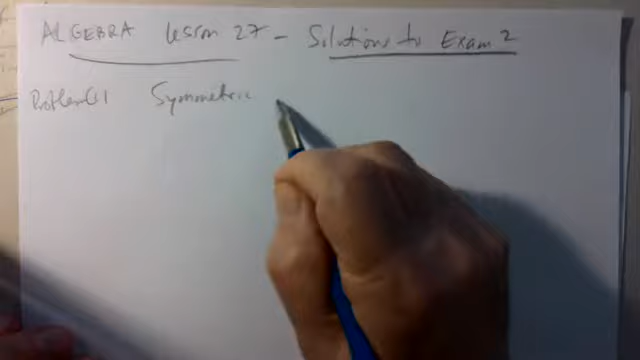 ALGEBRA Lesson 27 - Solutions to Exam 2
Problem 1 Symmetric